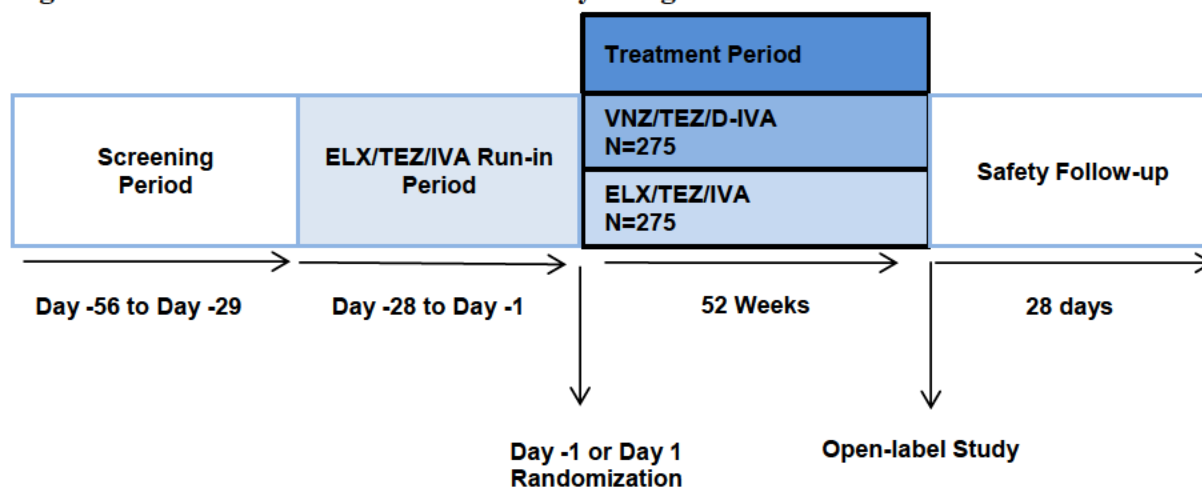 Treatment Period
Screening
Period
ELX/TEZ/IVA Run-in
Period
VNZ/TEZ/D-IVA
N=275
ELX/TEZ/IVA
N=275
Safety Follow-up
Day -56 to Day -29
Day -28 to Day -1
52 Weeks
28 days
Day -1 or Day 1
Randomization
Open-label Study